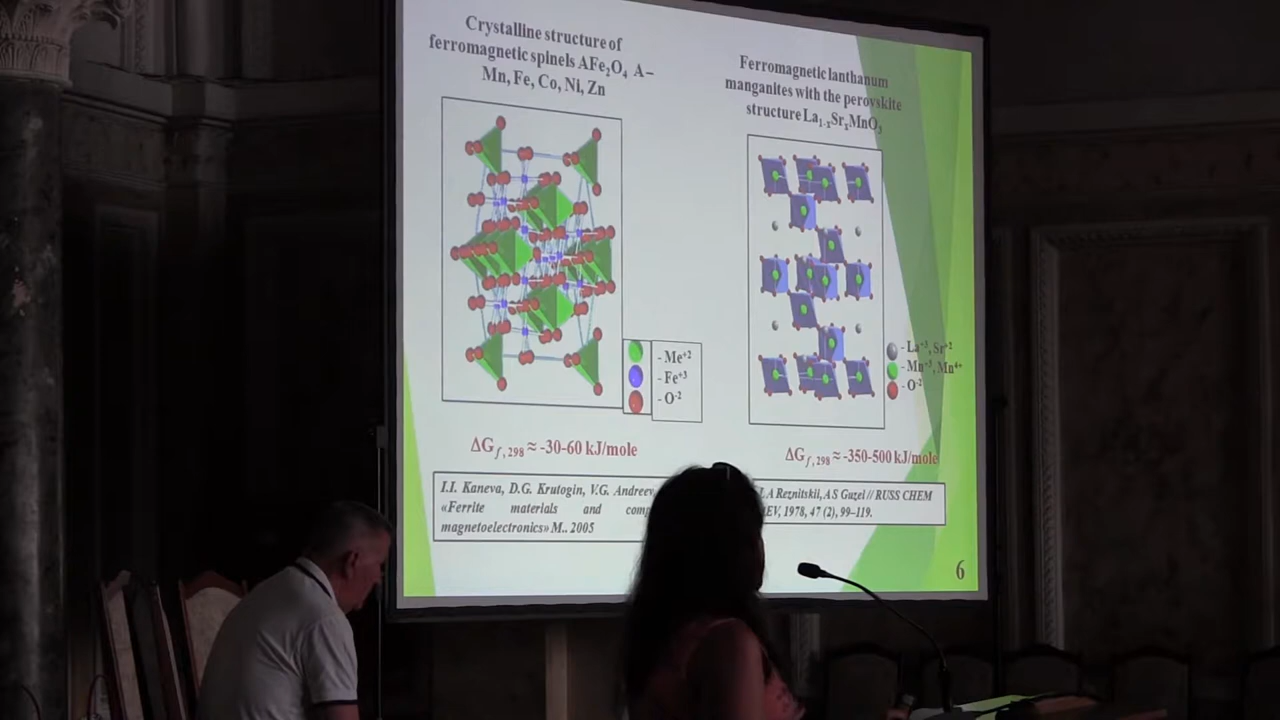 Crystalline structure of
ferromagnetic spinels AFe₂O₄ A–
Mn, Fe, Co, Ni, Zn
- Me⁺²
- Fe⁺³
- O⁻²
ΔG f, 298 ≈ -30-60 kJ/mole
I.I. Kaneva, D.G. Krutogin, V.G. Andreev
«Ferrite materials and
magnetoelectronics» M.. 2005
Ferromagnetic lanthanum
manganites with the perovskite
structure La₁₋ₓSrₓMnO₃
- La⁺³, Sr⁺²
- Mn⁺³, Mn⁴⁺
- O⁻²
ΔG f, 298 ≈ -350-500 kJ/mole
Reznitskii, A S Guzel // RUSS CHEM
1978, 47 (2), 99–119.
6